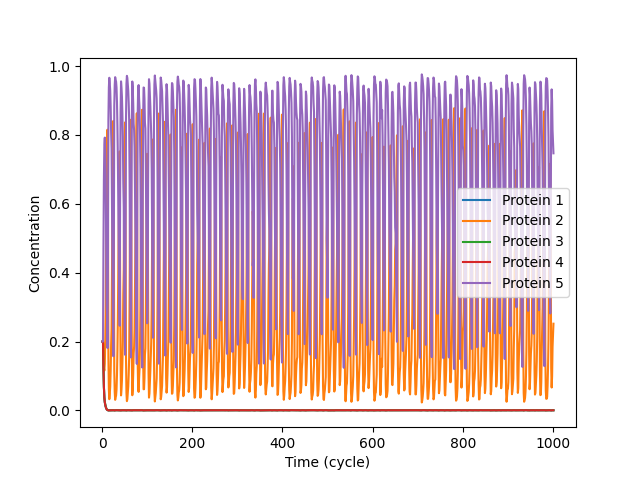 1.0
0.8
0.6
0.4
0.2
0.0
Concentration
Protein 1
Protein 2
Protein 3
Protein 4
Protein 5
0 200 400 600 800 1000
Time (cycle)